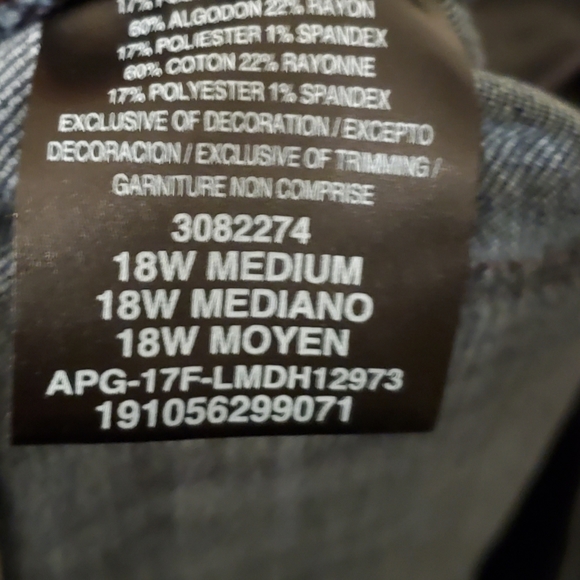 17% PO
60% ALGODON 22% RAYON
17% POLIESTER 1% SPANDEX
60% COTON 22% RAYONNE
17% POLYESTER 1% SPANDEX
EXCLUSIVE OF DECORATION / EXCEPTO
DECORACION / EXCLUSIVE OF TRIMMING /
GARNITURE NON COMPRISE
3082274
18W MEDIUM
18W MEDIANO
18W MOYEN
APG-17F-LMDH12973
191056299071